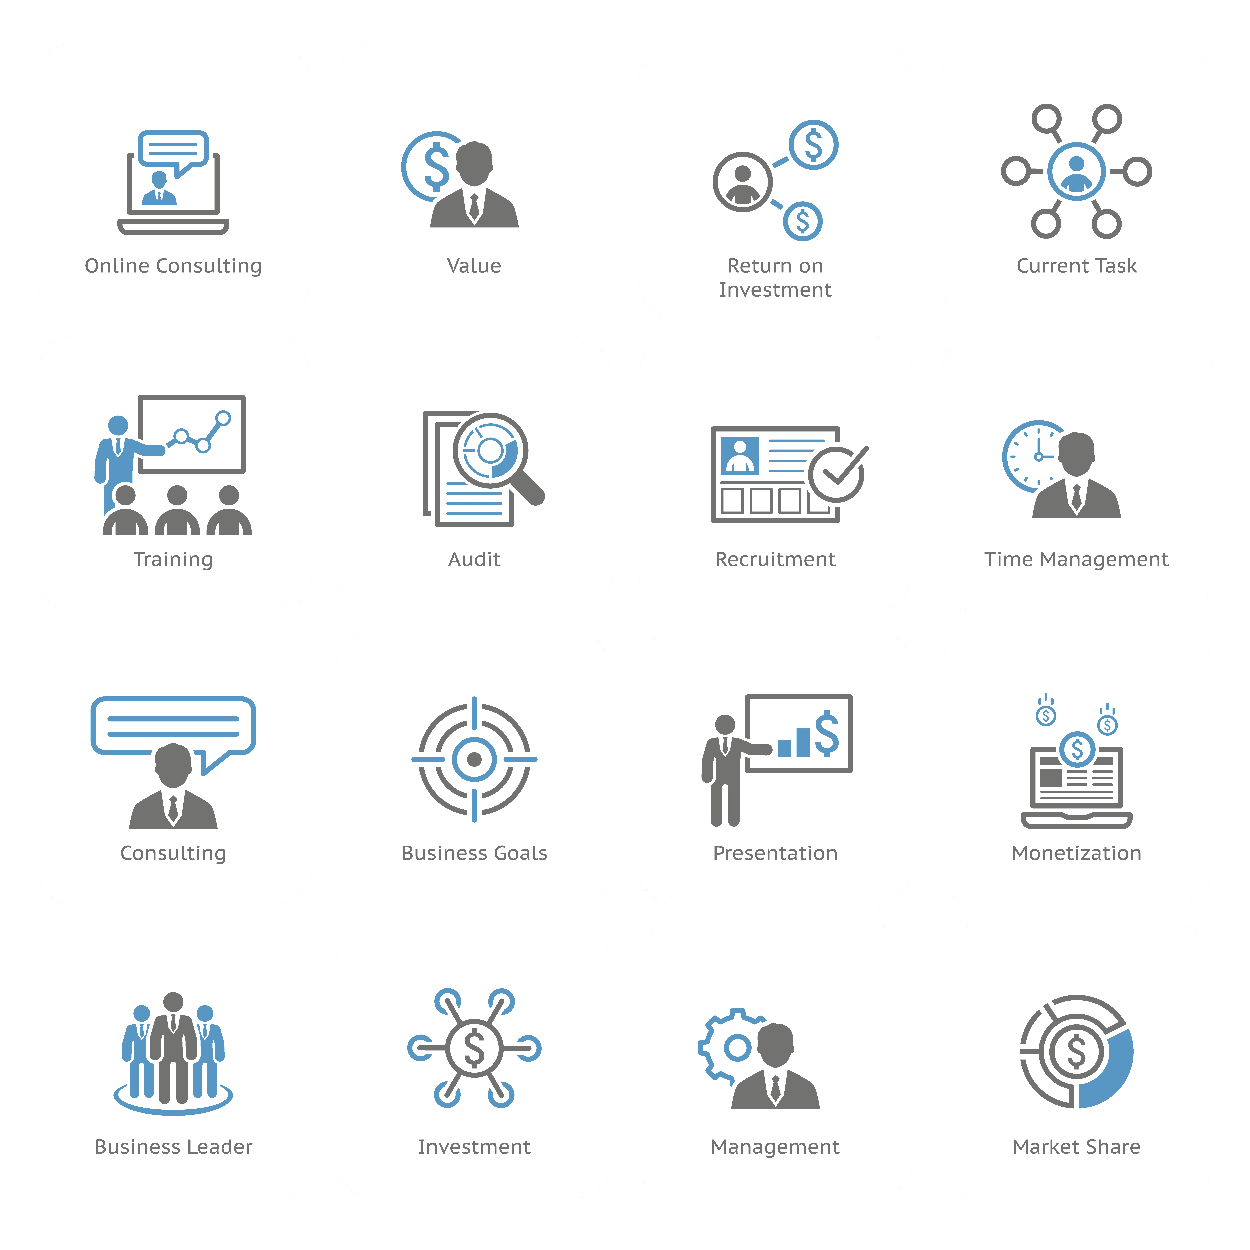 Online Consulting
Value
Return on
Investment
Current Task
Training
Audit
Recruitment
Time Management
Consulting
Business Goals
Presentation
Monetization
Business Leader
Investment
Management
Market Share